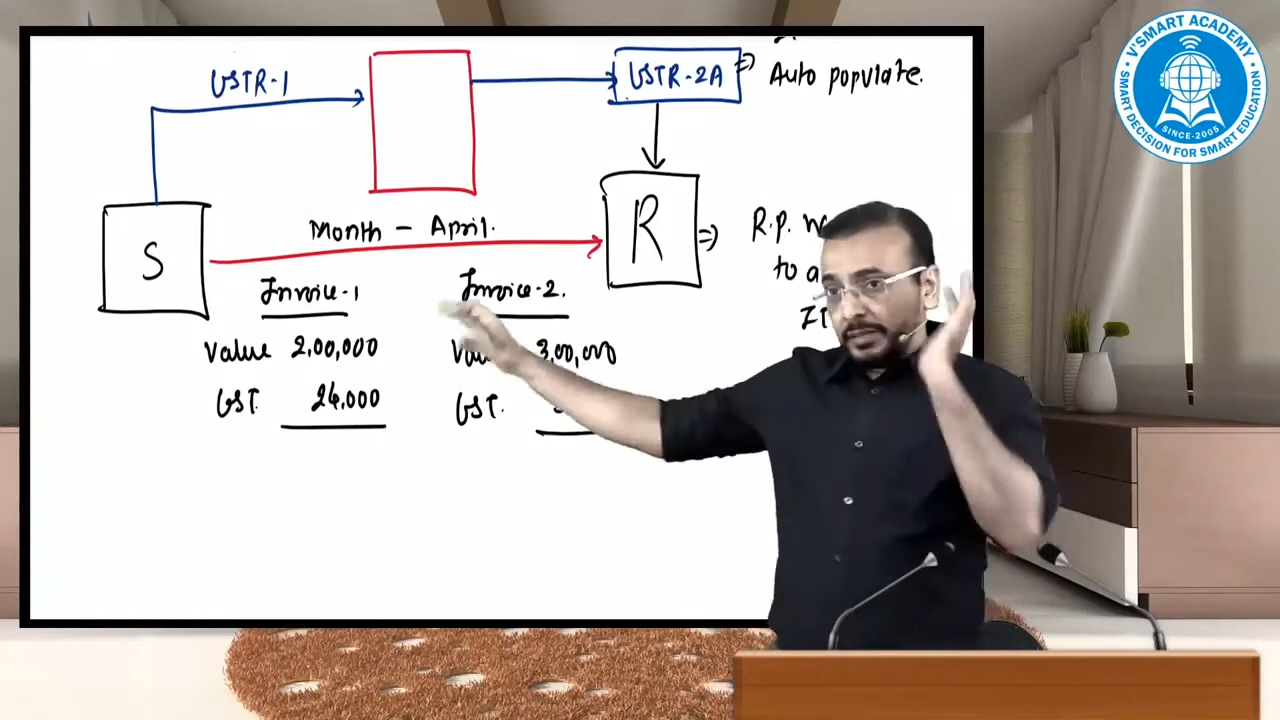 GSTR-1
GSTR-2A
⇒
Auto populate.
S
Month - April.
R
⇒
R.P.
to
Invoice-1
Invoice-2.
Value 2,00,000
3,00,000
GST. 24,000
GST.
V'SMART ACADEMY
SINCE-2005
SMART DECISION FOR SMART EDUCATION